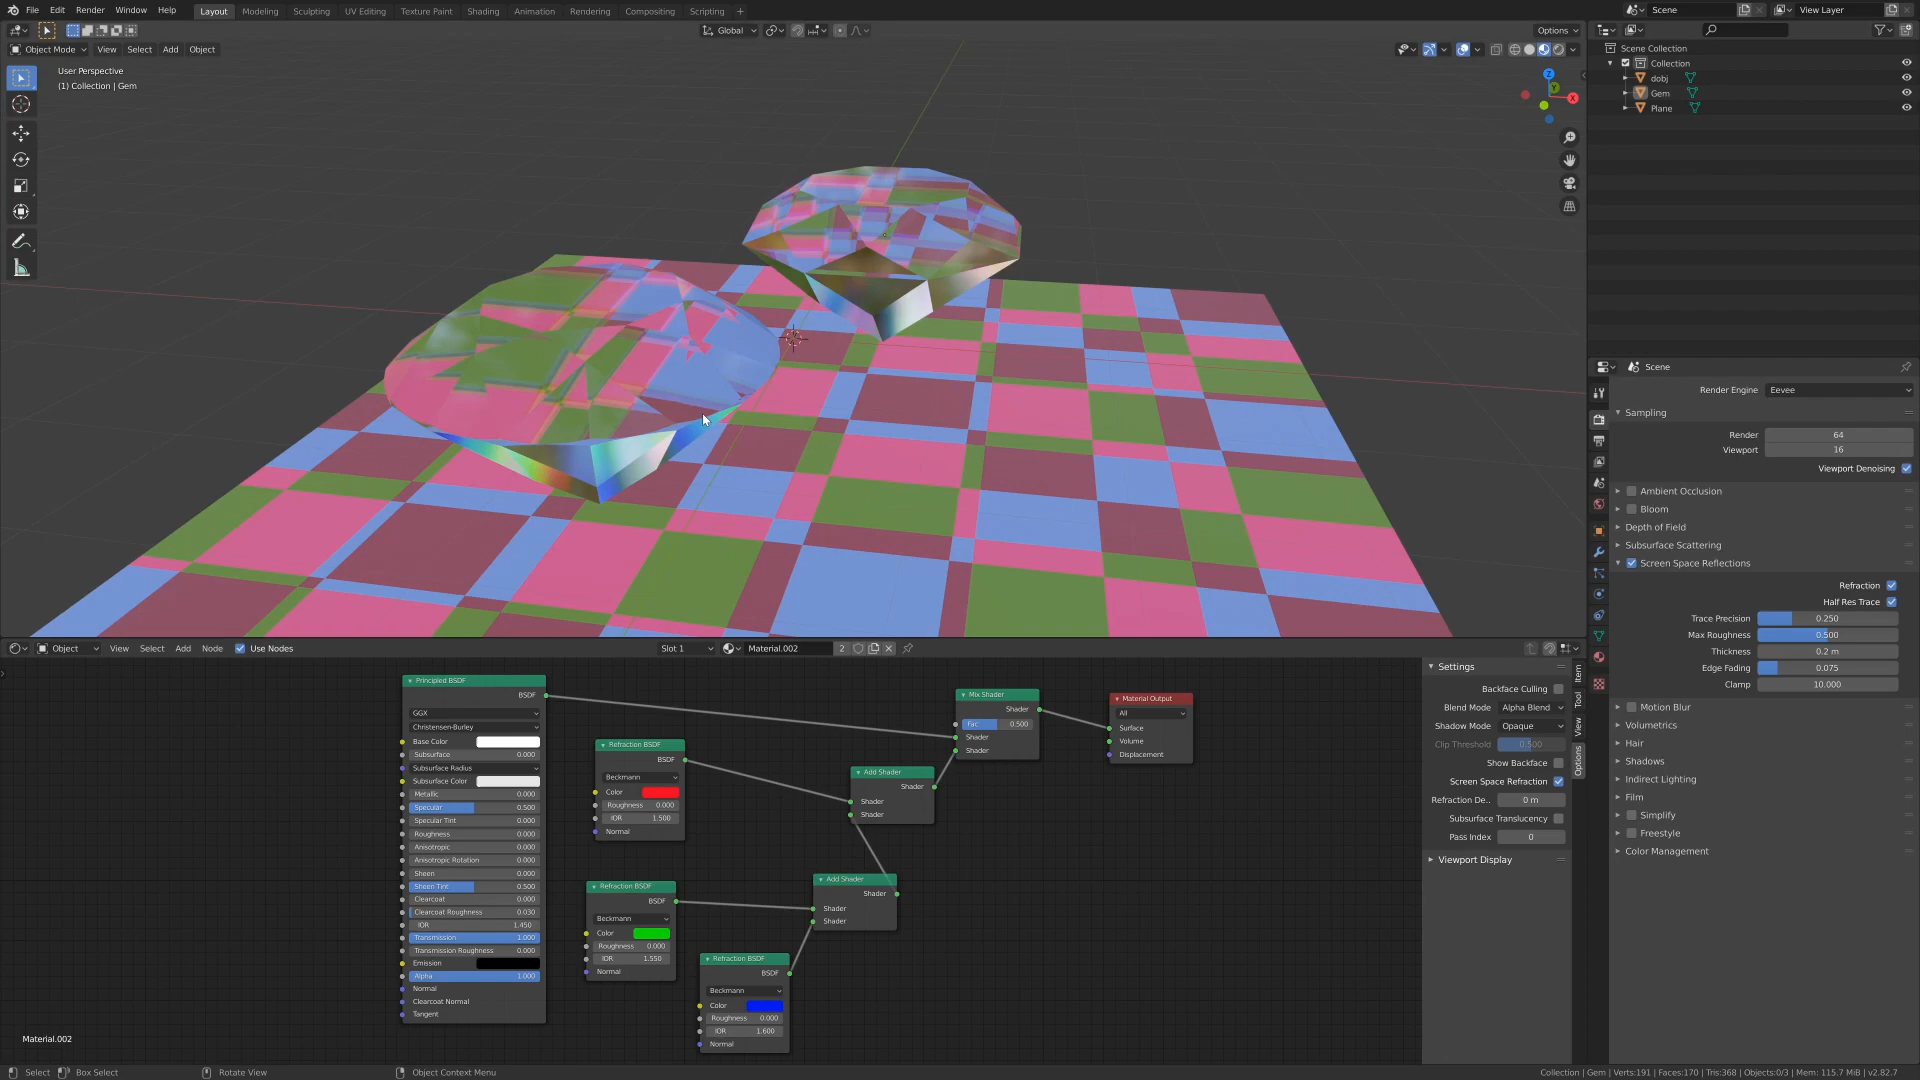 File Edit Render Window Help Layout Modeling Sculpting UV Editing Texture Paint Shading Animation Rendering Compositing Scripting + Scene View Layer
Global Options
Object Mode View Select Add Object
User Perspective
(1) Collection | Gem
Z
Y
X
Scene Collection
Collection
dobj
Gem
Plane
Scene
Render Engine Eevee
Sampling
Render 64
Viewport 16
Viewport Denoising
Ambient Occlusion
Bloom
Depth of Field
Subsurface Scattering
Screen Space Reflections
Refraction
Half Res Trace
Trace Precision 0.250
Max Roughness 0.500
Thickness 0.2 m
Edge Fading 0.075
Clamp 10.000
Motion Blur
Volumetrics
Hair
Shadows
Indirect Lighting
Film
Simplify
Freestyle
Color Management
Object View Select Add Node Use Nodes Slot 1 Material.002 2
Principled BSDF
BSDF
GGX
Christensen-Burley
Base Color
Subsurface 0.000
Subsurface Radius
Subsurface Color
Metallic 0.000
Specular 0.500
Specular Tint 0.000
Roughness 0.000
Anisotropic 0.000
Anisotropic Rotation 0.000
Sheen 0.000
Sheen Tint 0.500
Clearcoat 0.000
Clearcoat Roughness 0.030
IOR 1.450
Transmission 1.000
Transmission Roughness 0.000
Emission
Alpha 1.000
Normal
Clearcoat Normal
Tangent
Refraction BSDF
BSDF
Beckmann
Color
Roughness 0.000
IOR 1.500
Normal
Refraction BSDF
BSDF
Beckmann
Color
Roughness 0.000
IOR 1.550
Normal
Refraction BSDF
BSDF
Beckmann
Color
Roughness 0.000
IOR 1.600
Normal
Add Shader
Shader
Shader
Shader
Add Shader
Shader
Shader
Shader
Mix Shader
Shader
Fac 0.500
Shader
Shader
Material Output
All
Surface
Volume
Displacement
Settings
Backface Culling
Blend Mode Alpha Blend
Shadow Mode Opaque
Clip Threshold 0.500
Show Backface
Screen Space Refraction
Refraction De.. 0 m
Subsurface Translucency
Pass Index 0
Viewport Display
Item
Tool
View
Options
Material.002
Select Box Select Rotate View Object Context Menu Collection | Gem | Verts:191 | Faces:170 | Tris:368 | Objects:0/3 | Mem: 115.7 MiB | v2.82.7